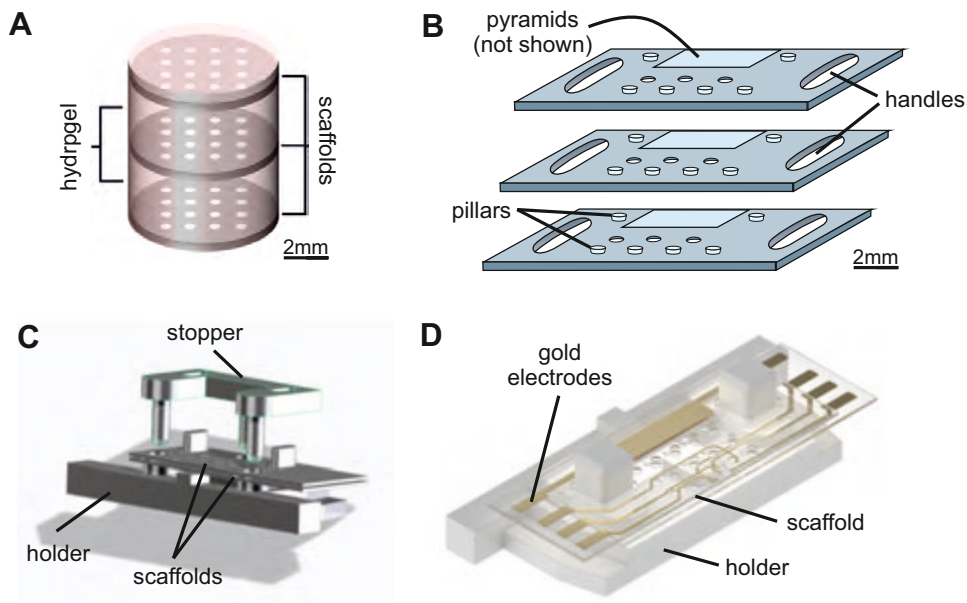 A
hydrpgel
scaffolds
2mm
B
pyramids
(not shown)
handles
pillars
2mm
C
stopper
holder
scaffolds
D
gold
electrodes
scaffold
holder